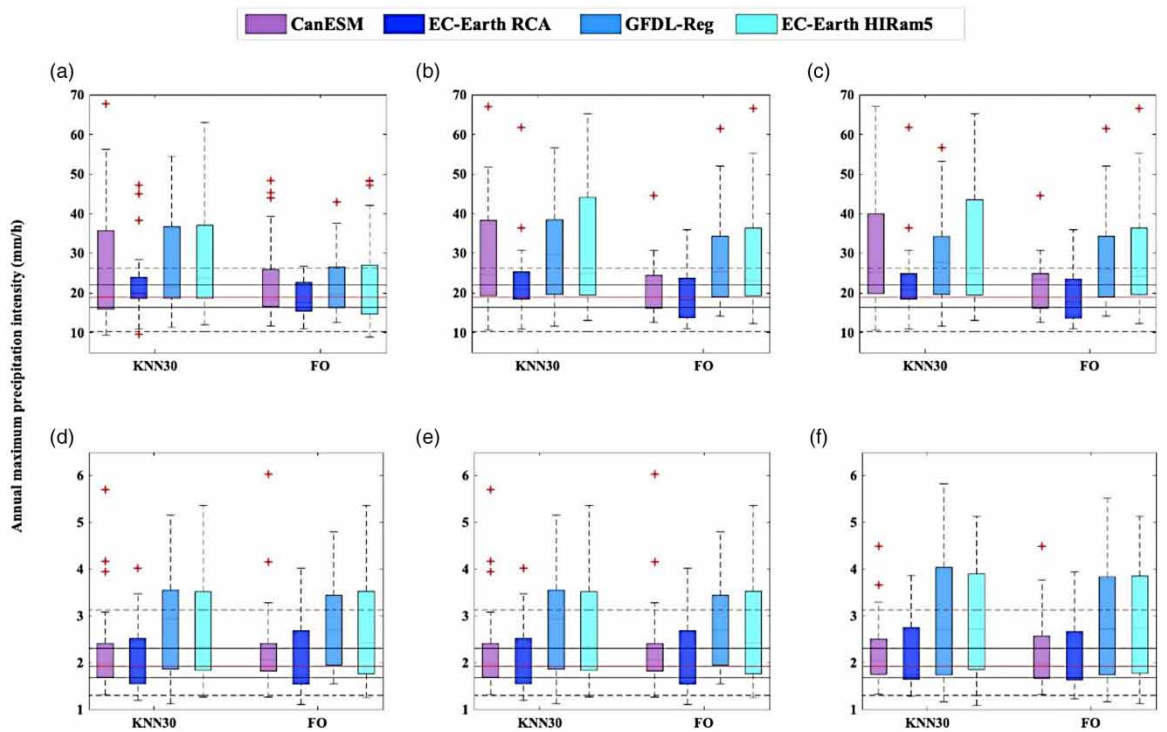 CanESM EC-Earth RCA GFDL-Reg EC-Earth HIRam5
Annual maximum precipitation intensity (mm/h)
(a)
70
60
50
40
30
20
10
KNN30 FO
(b)
70
60
50
40
30
20
10
KNN30 FO
(c)
70
60
50
40
30
20
10
KNN30 FO
(d)
6
5
4
3
2
1
KNN30 FO
(e)
6
5
4
3
2
1
KNN30 FO
(f)
6
5
4
3
2
1
KNN30 FO